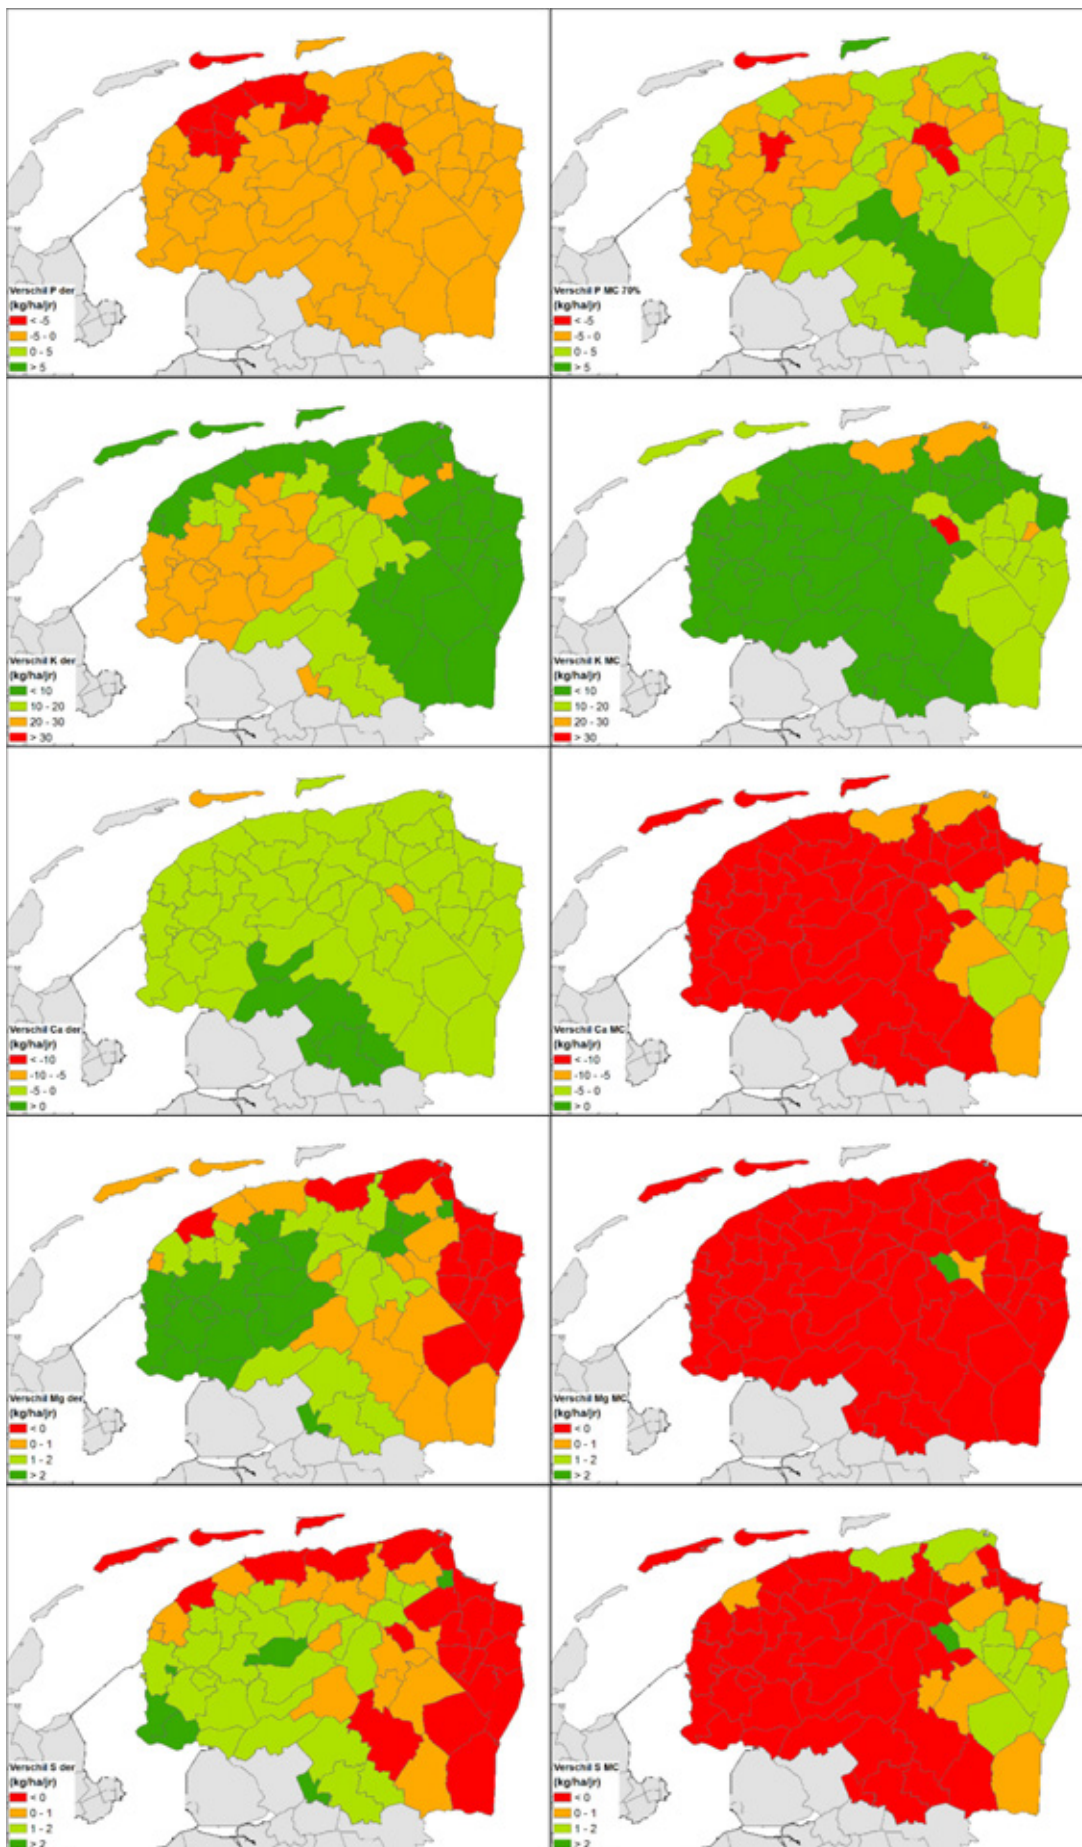 Verschil P der
(kg/ha/jr)
< -5
-5 - 0
0 - 5
> 5
Verschil P MC 70%
(kg/ha/jr)
< -5
-5 - 0
0 - 5
> 5
Verschil K der
(kg/ha/jr)
< 10
10 - 20
20 - 30
> 30
Verschil K MC
(kg/ha/jr)
< 10
10 - 20
20 - 30
> 30
Verschil Ca der
(kg/ha/jr)
< -10
-10 - -5
-5 - 0
> 0
Verschil Ca MC
(kg/ha/jr)
< -10
-10 - -5
-5 - 0
> 0
Verschil Mg der
(kg/ha/jr)
< 0
0 - 1
1 - 2
> 2
Verschil Mg MC
(kg/ha/jr)
< 0
0 - 1
1 - 2
> 2
Verschil S der
(kg/ha/jr)
< 0
0 - 1
1 - 2
> 2
Verschil S MC
(kg/ha/jr)
< 0
0 - 1
1 - 2
> 2